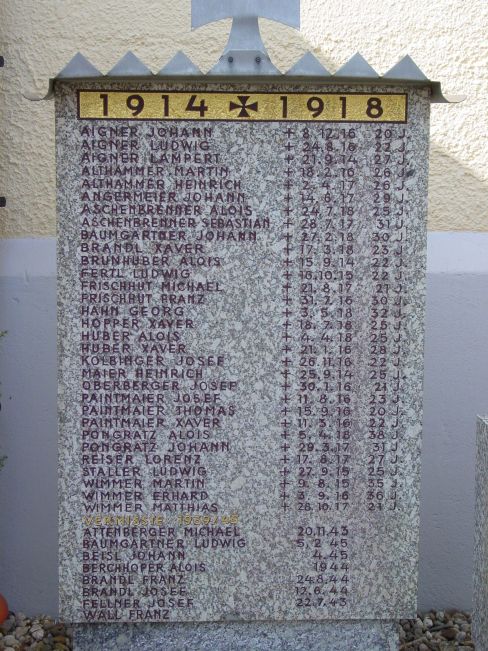 1914 ✠ 1918
AIGNER JOHANN + 8.12.16 20 J.
AIGNER LUDWIG + 24.8.16 22 J.
AIGNER LAMPERT + 21.9.14 27 J.
ALTHAMMER MARTIN + 18.2.16 26 J.
ALTHAMMER HEINRICH + 2.4.17 26 J.
ANGERMEIER JOHANN + 14.6.17 29 J.
ASCHENBRENNER ALOIS + 24.7.18 25 J.
ASCHENBRENNER SEBASTIAN + 28.7.17 31 J.
BAUMGARTNER JOHANN + 27.2.18 30 J.
BRANDL XAVER + 17.3.18 23 J.
BRUNHUBER ALOIS + 15.9.14 22 J.
FERTL LUDWIG + 18.10.15 22 J.
FRISCHHUT MICHAEL + 21.8.17 21 J.
FRISCHHUT FRANZ + 31.7.16 30 J.
HAHN GEORG + 3.5.18 32 J.
HOPPER XAVER + 18.7.18 25 J.
HUBER ALOIS + 4.4.18 25 J.
HUBER XAVER + 21.1.16 28 J.
KOLBINGER JOSEF + 26.11.16 23 J.
MAIER HEINRICH + 25.9.14 25 J.
OBERBERGER JOSEF + 30.1.16 21 J.
PAINTMAIER JOSEF + 11.8.16 23 J.
PAINTMAIER THOMAS + 15.9.16 20 J.
PAINTMAIER XAVER + 11.3.16 22 J.
PONGRATZ ALOIS + 5.4.18 38 J.
PONGRATZ JOHANN + 29.3.17 31 J.
REISER LORENZ + 17.8.17 27 J.
STALLER LUDWIG + 27.9.15 25 J.
WIMMER MARTIN + 9.8.15 35 J.
WIMMER ERHARD + 3.9.16 36 J.
WIMMER MATTHIAS + 28.10.17 21 J.
VERMISSTE 1939/45
ATTENBERGER MICHAEL 20.11.43
BAUMGARTNER LUDWIG 5.2.45
BEISL JOHANN 4.45
BERCHHOFER ALOIS 1944
BRANDL FRANZ 24.8.44
BRANDL JOSEF 12.6.44
FELLNER JOSEF 22.7.43
WALL FRANZ